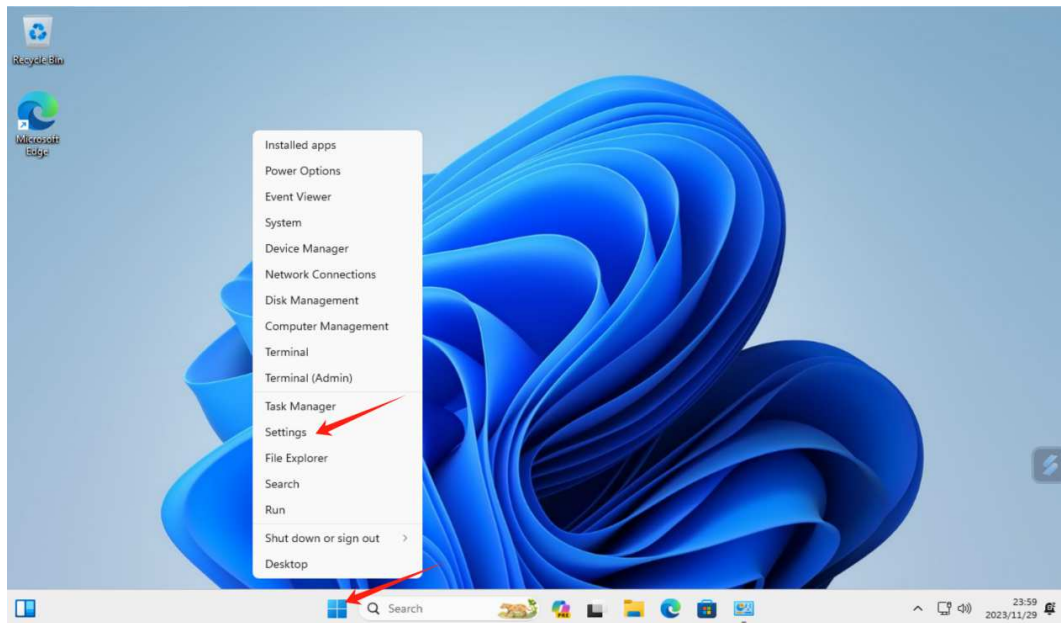 Recycle Bin
Microsoft
Edge
Installed apps
Power Options
Event Viewer
System
Device Manager
Network Connections
Disk Management
Computer Management
Terminal
Terminal (Admin)
Task Manager
Settings
File Explorer
Search
Run
Shut down or sign out
Desktop
Search
PRE
23:59
2023/11/29